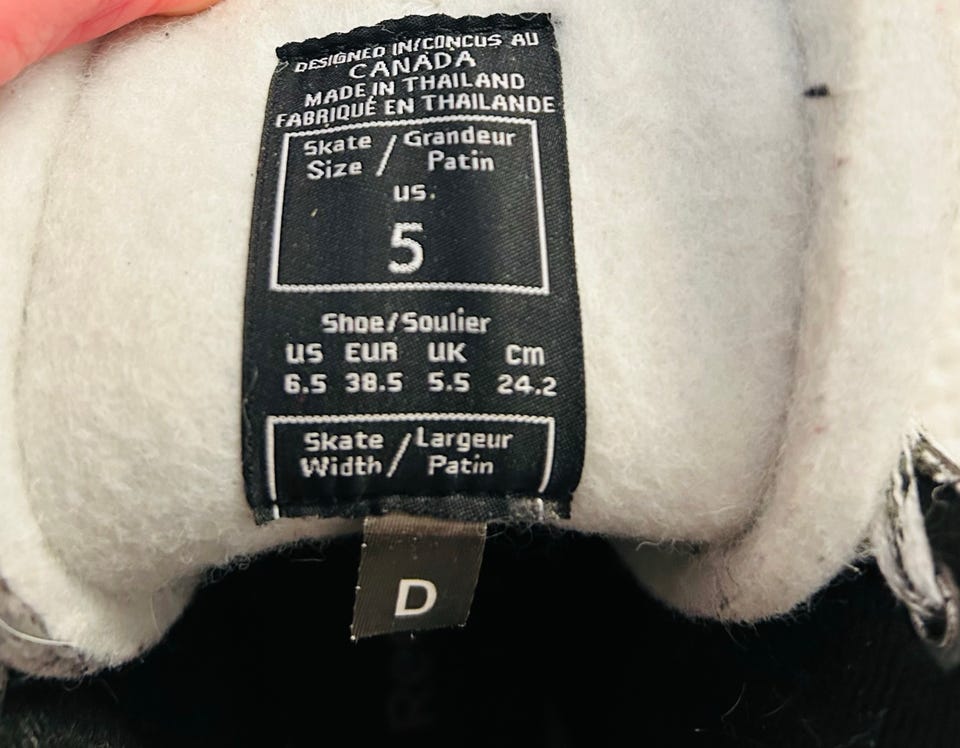 DESIGNED IN/CONCUS AU
CANADA
MADE IN THAILAND
FABRIQUÉ EN THAILANDE
Skate / Grandeur
Size Patin
US.
5
Shoe/Soulier
US EUR UK Cm
6.5 38.5 5.5 24.2
Skate / Largeur
Width Patin
D